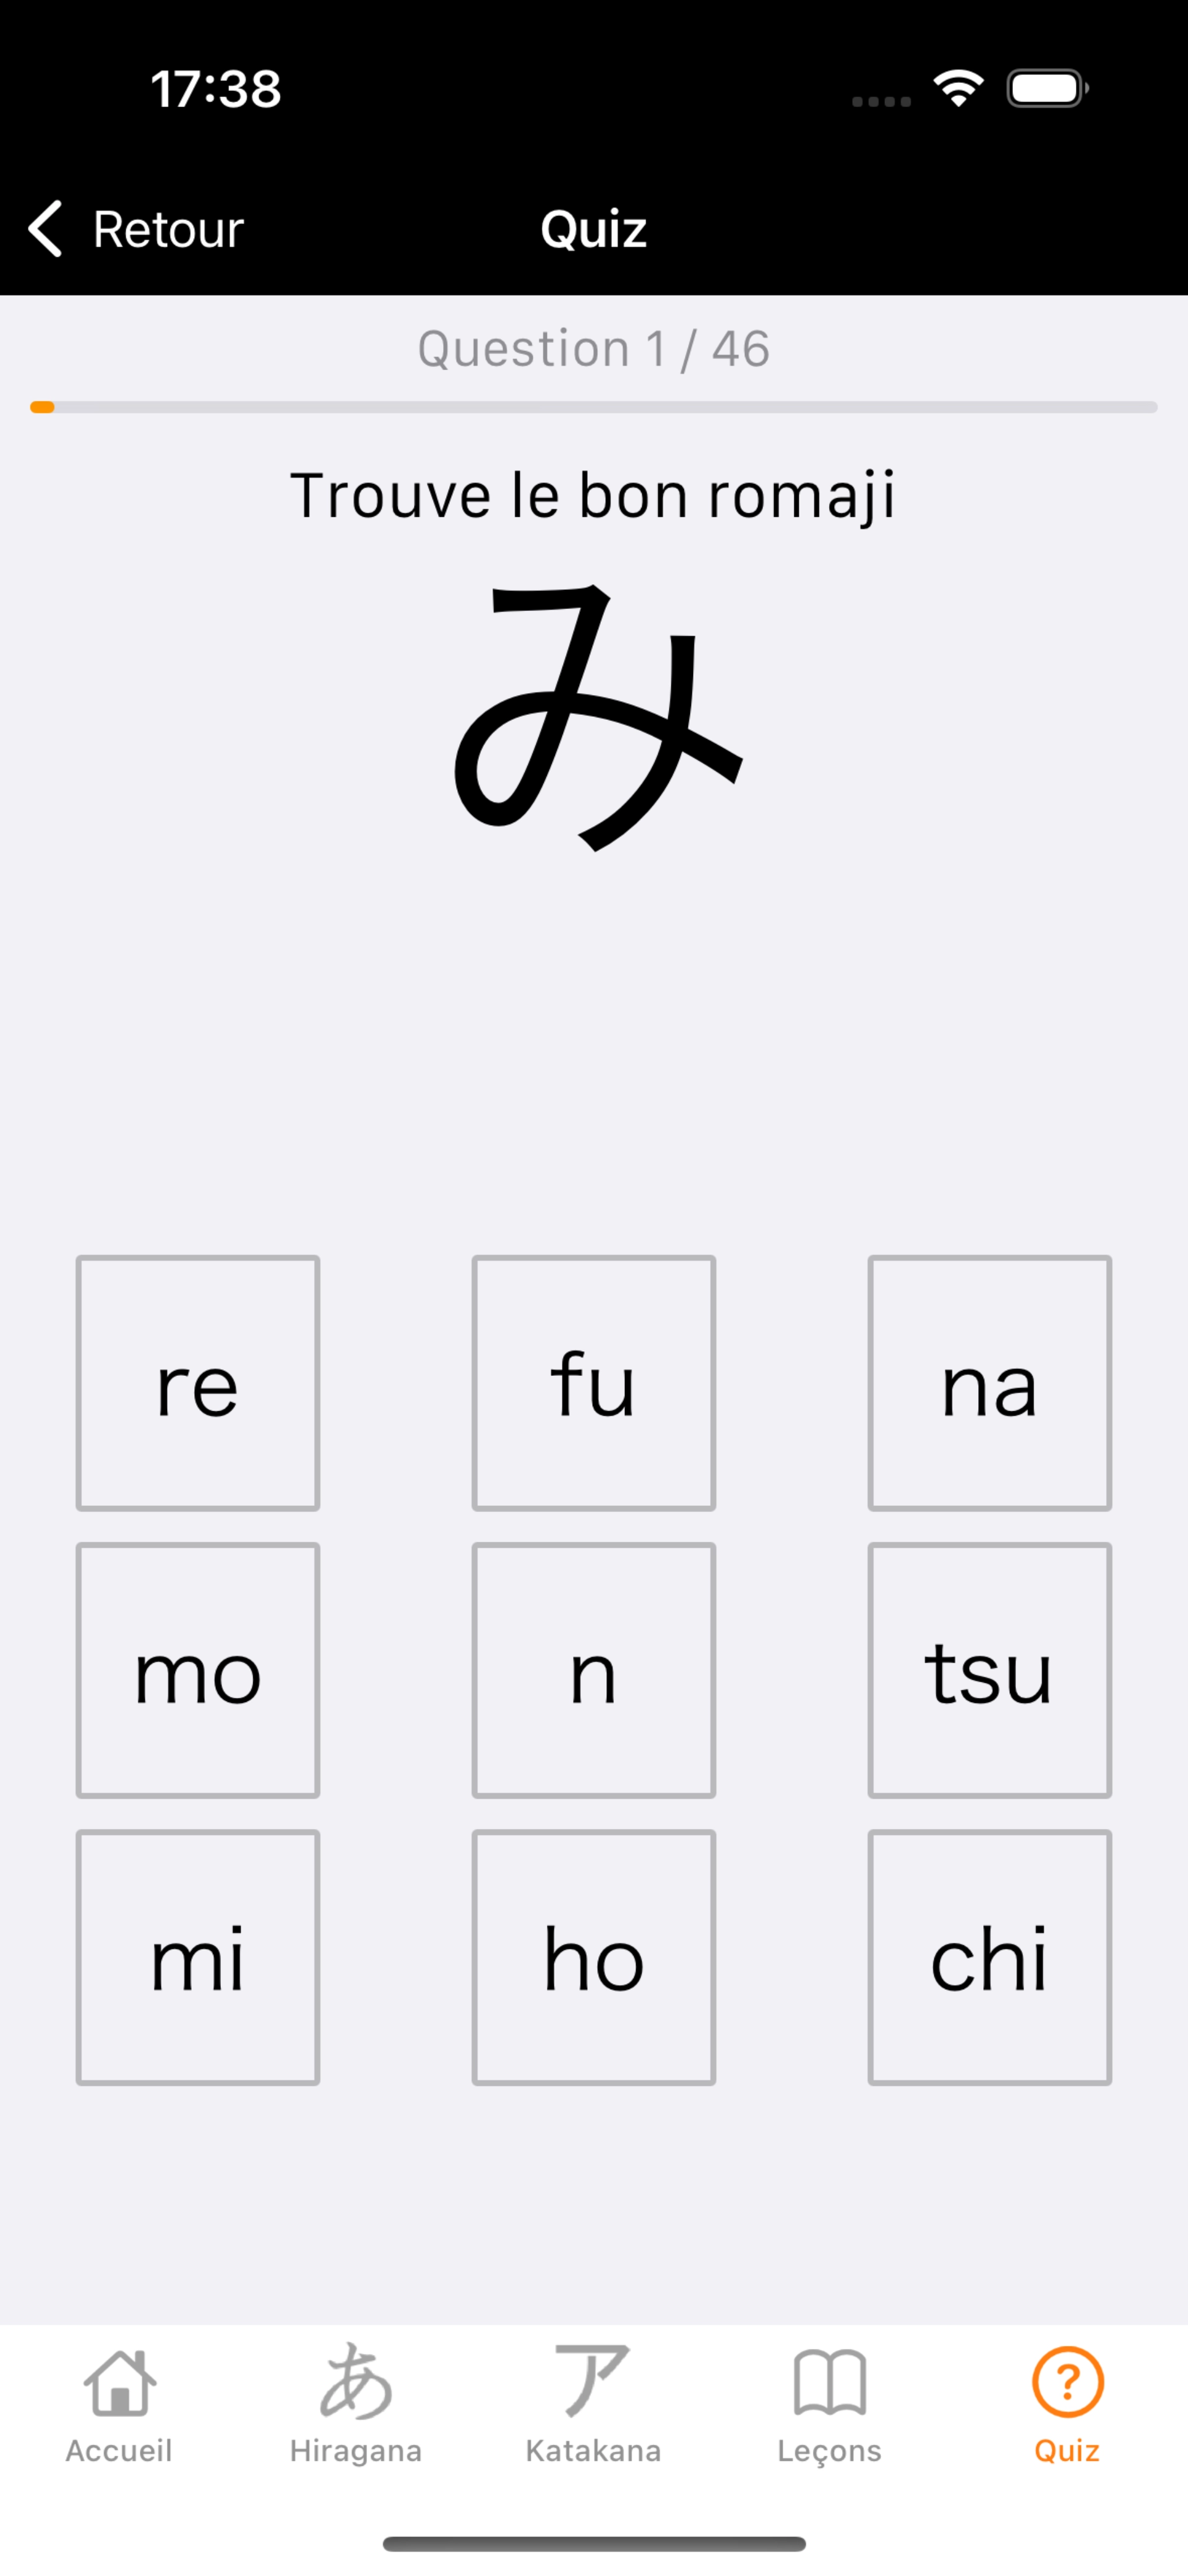 17:38
Retour
Quiz
Question 1 / 46
Trouve le bon romaji
み
re fu na
mo n tsu
mi ho chi
あ ア ?
Accueil Hiragana Katakana Leçons Quiz